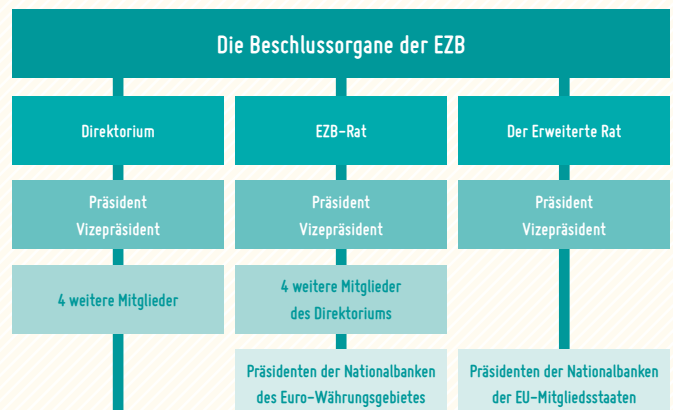 Die Beschlussorgane der EZB
Direktorium
Präsident
Vizepräsident
4 weitere Mitglieder
EZB-Rat
Präsident
Vizepräsident
4 weitere Mitglieder
des Direktoriums
Präsidenten der Nationalbanken
des Euro-Währungsgebietes
Der Erweiterte Rat
Präsident
Vizepräsident
Präsidenten der Nationalbanken
der EU-Mitgliedsstaaten